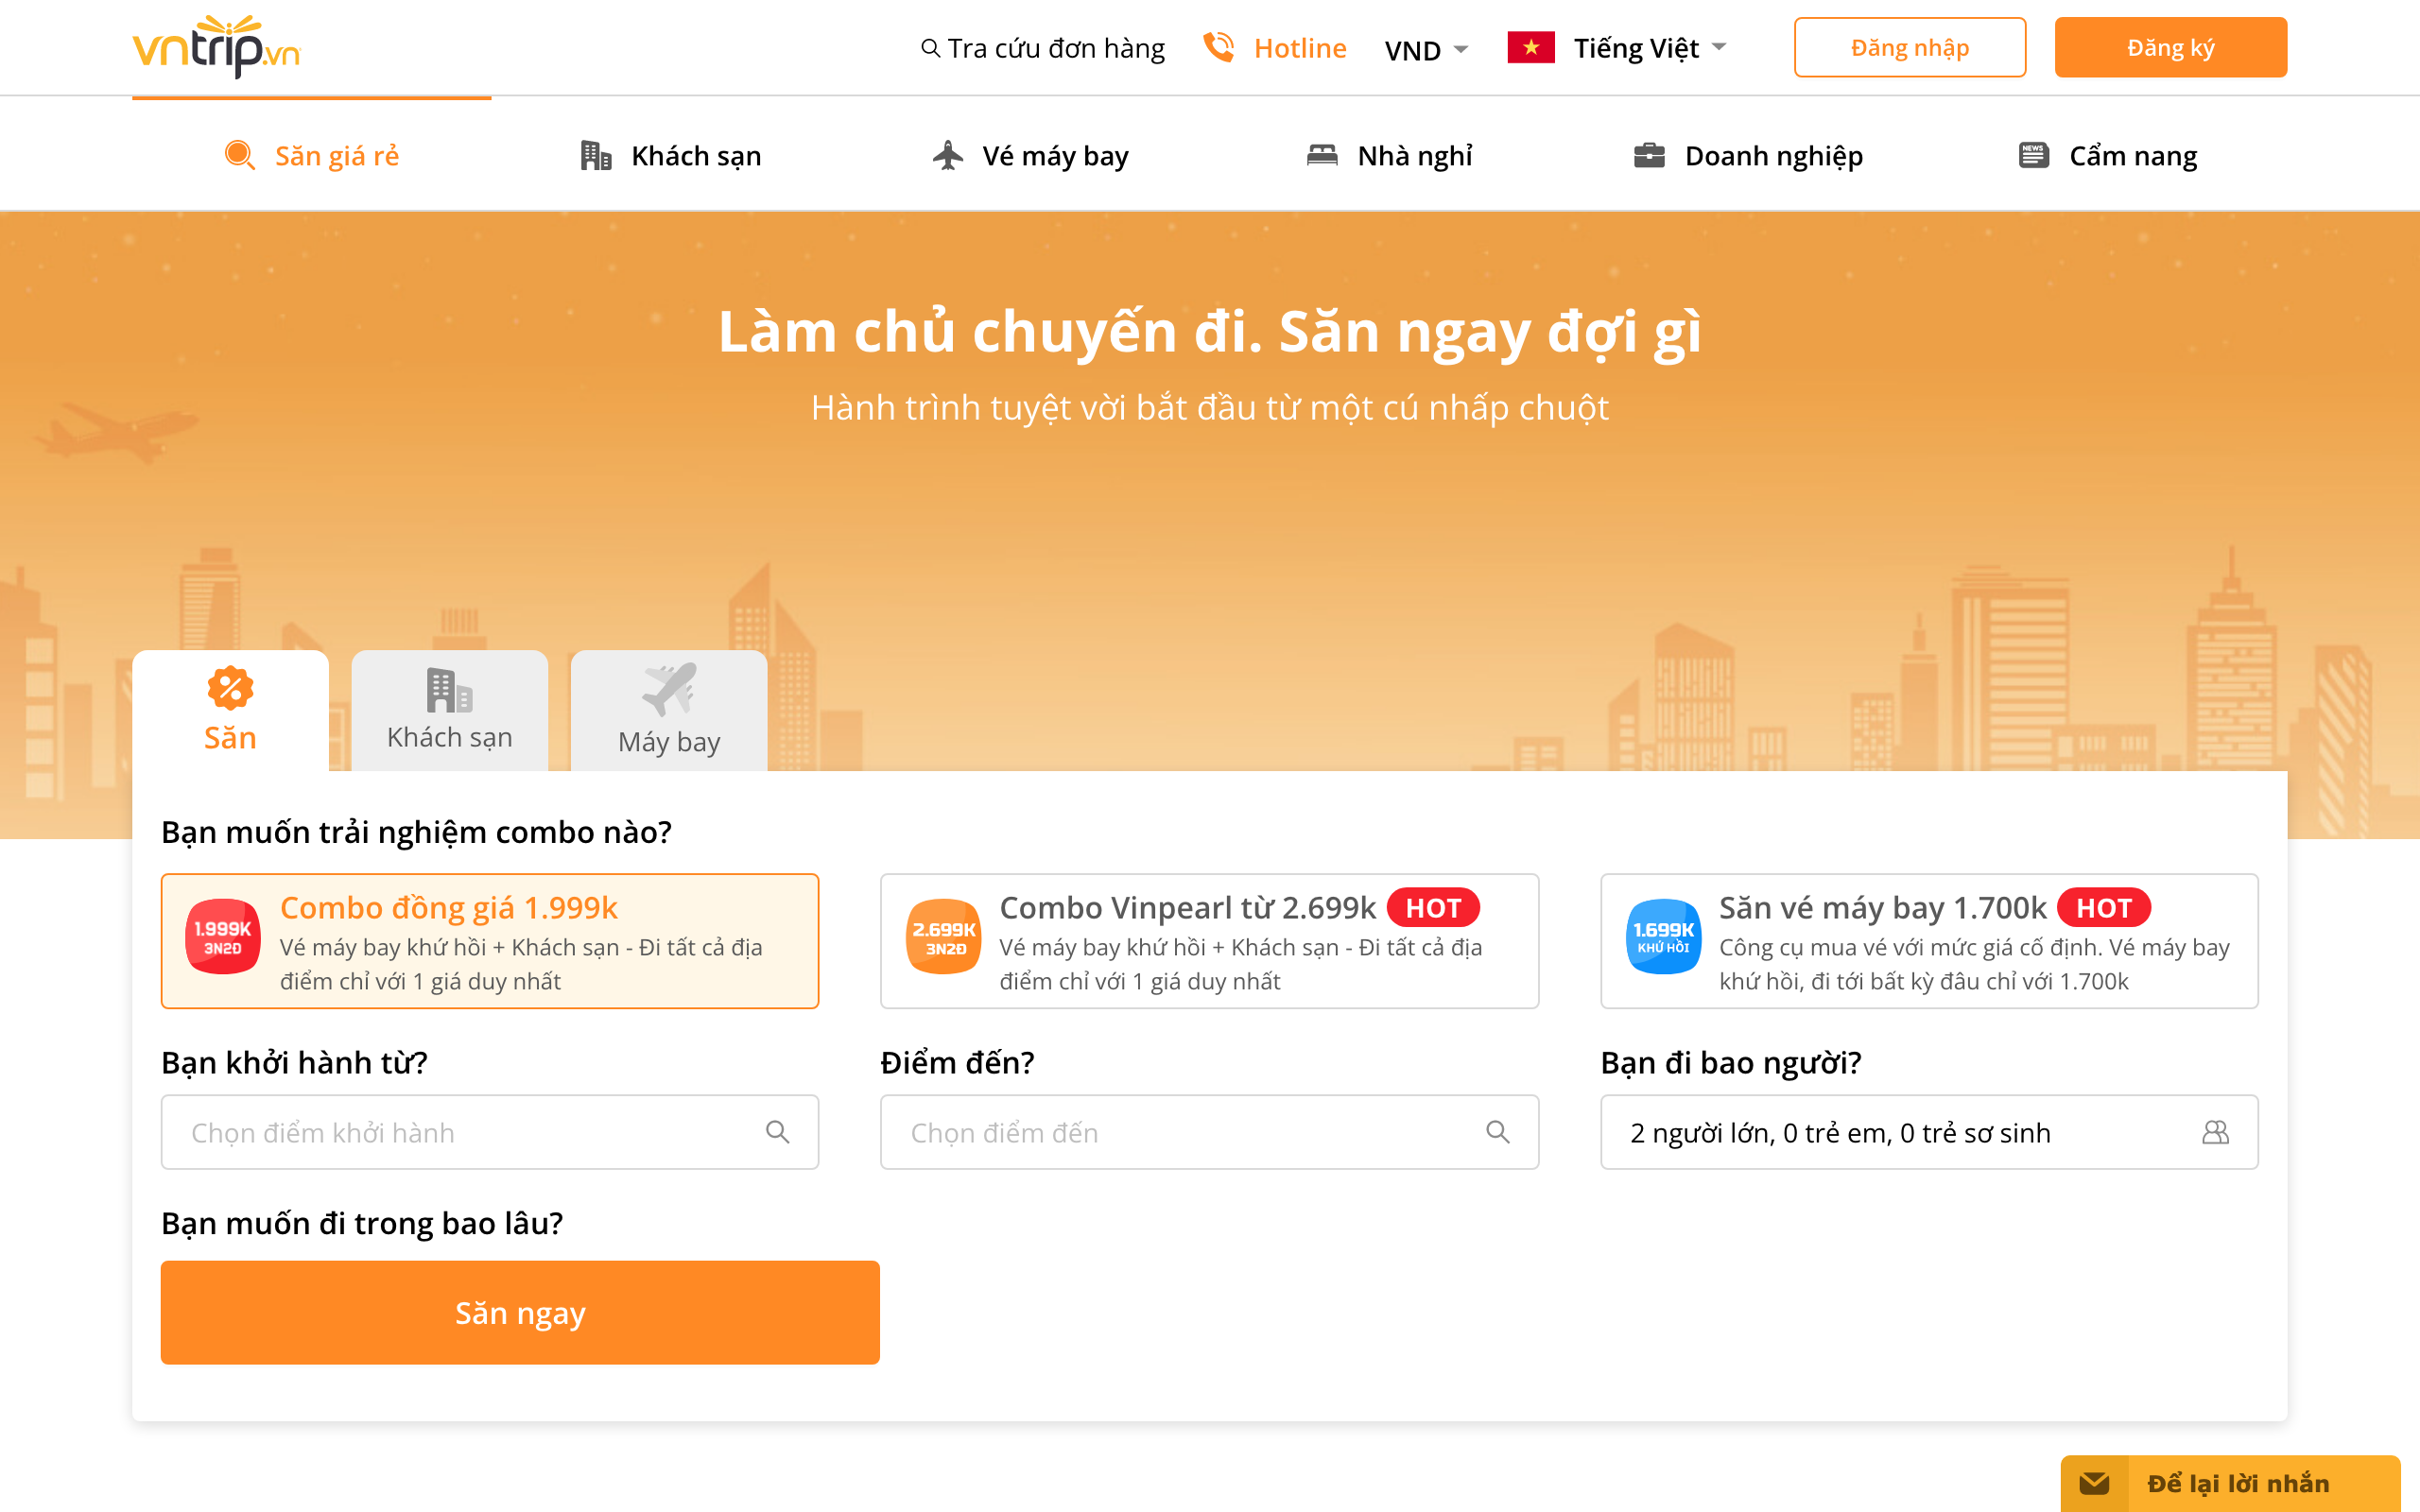 vntrip.vn
Tra cứu đơn hàng
Hotline
VND
Tiếng Việt
Đăng nhập
Đăng ký
Săn giá rẻ
Khách sạn
Vé máy bay
Nhà nghỉ
NEWS
Doanh nghiệp
Cẩm nang
Làm chủ chuyến đi. Săn ngay đợi gì
Hành trình tuyệt vời bắt đầu từ một cú nhấp chuột
Săn
Khách sạn
Máy bay
Bạn muốn trải nghiệm combo nào?
1.999K
3N2Đ
Combo đồng giá 1.999k
Vé máy bay khứ hồi + Khách sạn - Đi tất cả địa
điểm chỉ với 1 giá duy nhất
2.699K
3N2Đ
Combo Vinpearl từ 2.699k HOT
Vé máy bay khứ hồi + Khách sạn - Đi tất cả địa
điểm chỉ với 1 giá duy nhất
1.699K
KHỨ HỒI
Săn vé máy bay 1.700k HOT
Công cụ mua vé với mức giá cố định. Vé máy bay
khứ hồi, đi tới bất kỳ đâu chỉ với 1.700k
Bạn khởi hành từ?
Chọn điểm khởi hành
Điểm đến?
Chọn điểm đến
Bạn đi bao người?
2 người lớn, 0 trẻ em, 0 trẻ sơ sinh
Bạn muốn đi trong bao lâu?
Săn ngay
Để lại lời nhắn